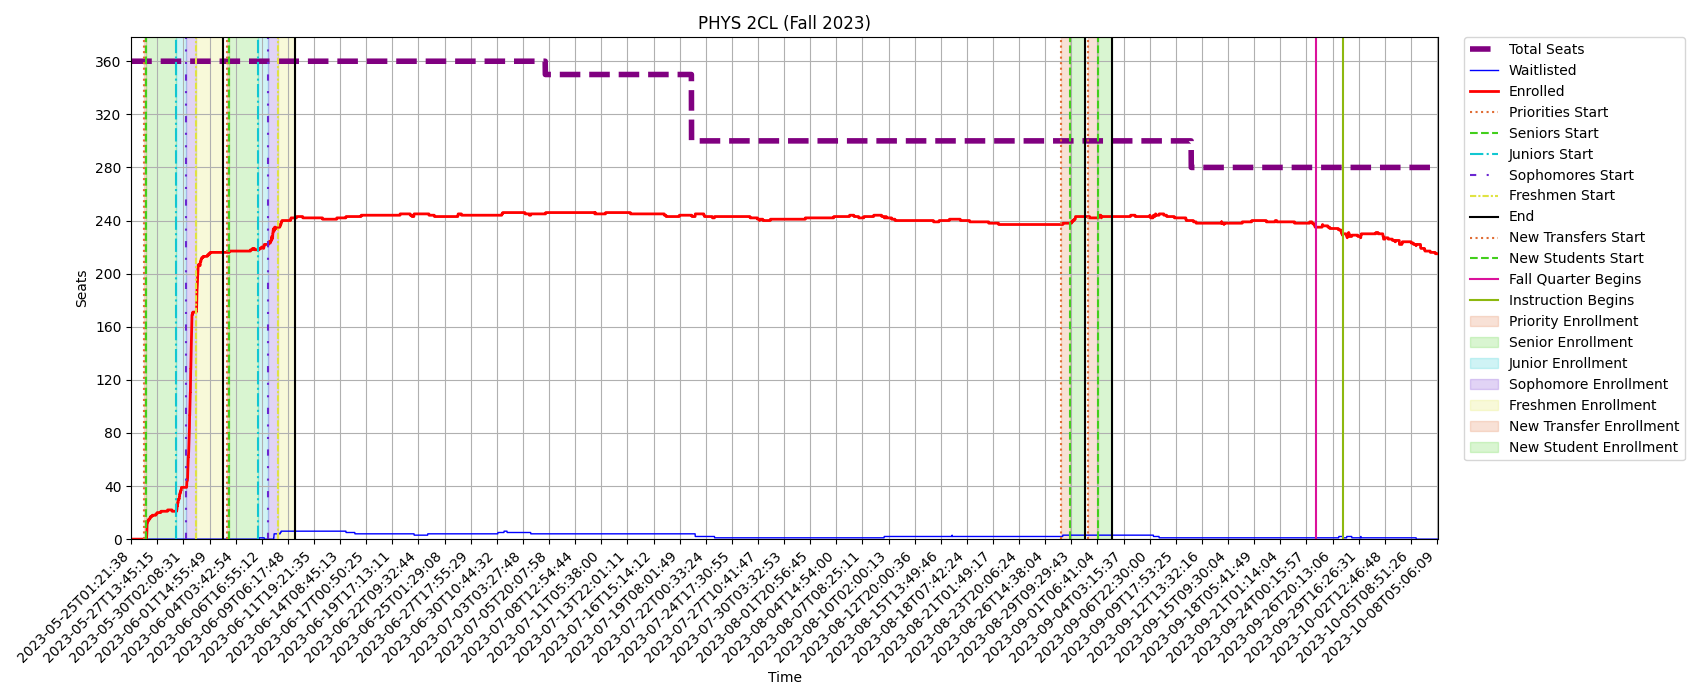 PHYS 2CL (Fall 2023)
Seats
360
320
280
240
200
160
120
80
40
0
2023-05-25T01:21:38
2023-05-27T13:45:15
2023-05-30T02:08:31
2023-06-01T14:55:49
2023-06-04T03:42:54
2023-06-06T16:55:12
2023-06-09T06:17:48
2023-06-11T19:21:35
2023-06-14T08:45:13
2023-06-17T00:50:25
2023-06-19T17:13:11
2023-06-22T09:32:44
2023-06-25T01:29:08
2023-06-27T17:55:29
2023-06-30T10:44:32
2023-07-03T03:27:48
2023-07-05T20:07:58
2023-07-08T12:54:44
2023-07-11T05:38:00
2023-07-13T22:01:11
2023-07-16T15:14:12
2023-07-19T08:01:49
2023-07-22T00:33:24
2023-07-24T17:30:55
2023-07-27T10:41:47
2023-07-30T03:32:53
2023-08-01T20:56:45
2023-08-04T14:54:00
2023-08-07T08:25:11
2023-08-10T02:00:13
2023-08-12T20:00:36
2023-08-15T13:49:46
2023-08-18T07:42:24
2023-08-21T01:49:17
2023-08-23T20:06:24
2023-08-26T14:38:04
2023-08-29T09:29:43
2023-09-01T06:41:04
2023-09-04T03:15:37
2023-09-06T22:30:00
2023-09-09T17:53:25
2023-09-12T13:32:16
2023-09-15T09:30:04
2023-09-18T05:41:49
2023-09-21T01:14:04
2023-09-24T00:15:57
2023-09-26T20:13:06
2023-09-29T16:26:31
2023-10-02T12:46:48
2023-10-05T08:51:26
2023-10-08T05:06:09
Time
Total Seats
Waitlisted
Enrolled
Priorities Start
Seniors Start
Juniors Start
Sophomores Start
Freshmen Start
End
New Transfers Start
New Students Start
Fall Quarter Begins
Instruction Begins
Priority Enrollment
Senior Enrollment
Junior Enrollment
Sophomore Enrollment
Freshmen Enrollment
New Transfer Enrollment
New Student Enrollment